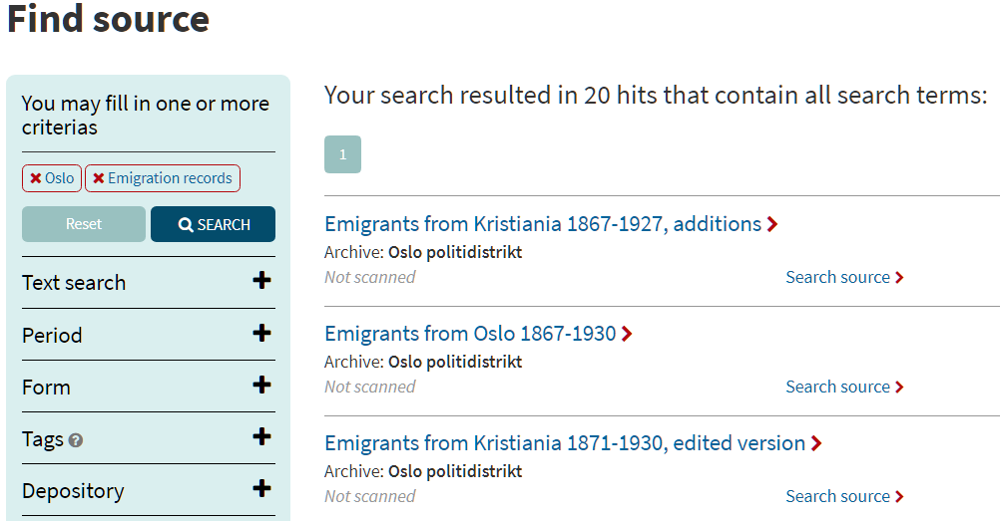 Find source
You may fill in one or more
criterias
Oslo
Emigration records
Reset
SEARCH
Text search
Period
Form
Tags
Depository
Your search resulted in 20 hits that contain all search terms:
1
Emigrants from Kristiania 1867-1927, additions
Archive: Oslo politidistrikt
Not scanned
Search source
Emigrants from Oslo 1867-1930
Archive: Oslo politidistrikt
Not scanned
Search source
Emigrants from Kristiania 1871-1930, edited version
Archive: Oslo politidistrikt
Not scanned
Search source